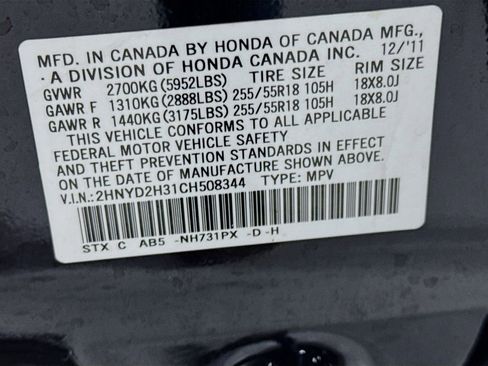 MFD. IN CANADA BY HONDA OF CANADA MFG.,
A DIVISION OF HONDA CANADA INC. 12/'11
GVWR 2700KG(5952LBS) TIRE SIZE RIM SIZE
GAWR F 1310KG(2888LBS) 255/55R18 105H 18X8.0J
GAWR R 1440KG(3175LBS) 255/55R18 105H 18X8.0J
THIS VEHICLE CONFORMS TO ALL APPLICABLE
FEDERAL MOTOR VEHICLE SAFETY
AND THEFT PREVENTION STANDARDS IN EFFECT
ON THE DATE OF MANUFACTURE SHOWN ABOVE.
V.I.N.:2HNYD2H31CH508344 TYPE: MPV
STX C AB5 -NH731PX -D-H